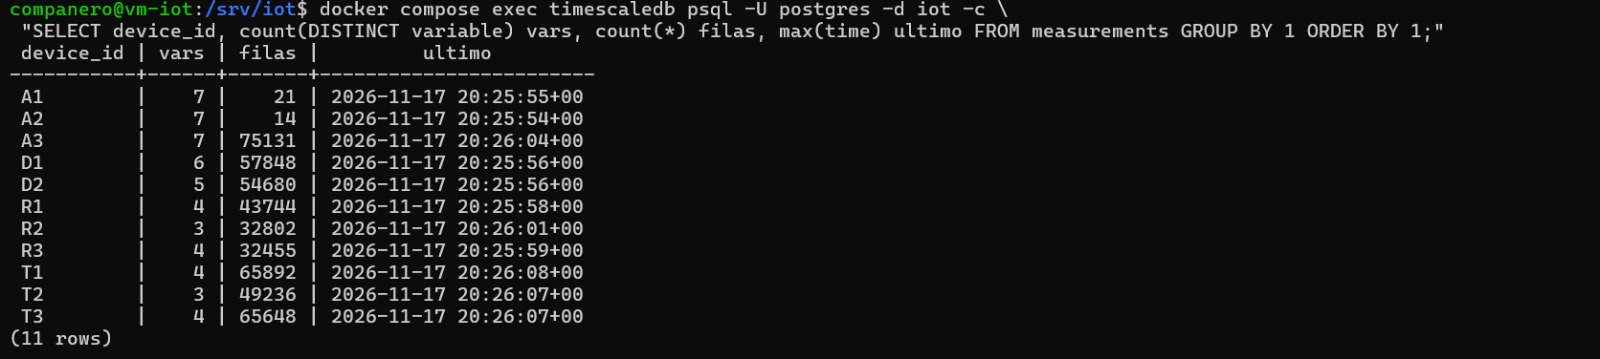 companero@vm-iot:/srv/iot$ docker compose exec timescaledb psql -U postgres -d iot -c \
 "SELECT device_id, count(DISTINCT variable) vars, count(*) filas, max(time) ultimo FROM measurements GROUP BY 1 ORDER BY 1;"
 device_id | vars | filas |         ultimo
-----------+------+-------+------------------------
 A1        |    7 |    21 | 2026-11-17 20:25:55+00
 A2        |    7 |    14 | 2026-11-17 20:25:54+00
 A3        |    7 | 75131 | 2026-11-17 20:26:04+00
 D1        |    6 | 57848 | 2026-11-17 20:25:56+00
 D2        |    5 | 54680 | 2026-11-17 20:25:56+00
 R1        |    4 | 43744 | 2026-11-17 20:25:58+00
 R2        |    3 | 32802 | 2026-11-17 20:26:01+00
 R3        |    4 | 32455 | 2026-11-17 20:25:59+00
 T1        |    4 | 65892 | 2026-11-17 20:26:08+00
 T2        |    3 | 49236 | 2026-11-17 20:26:07+00
 T3        |    4 | 65648 | 2026-11-17 20:26:07+00
(11 rows)